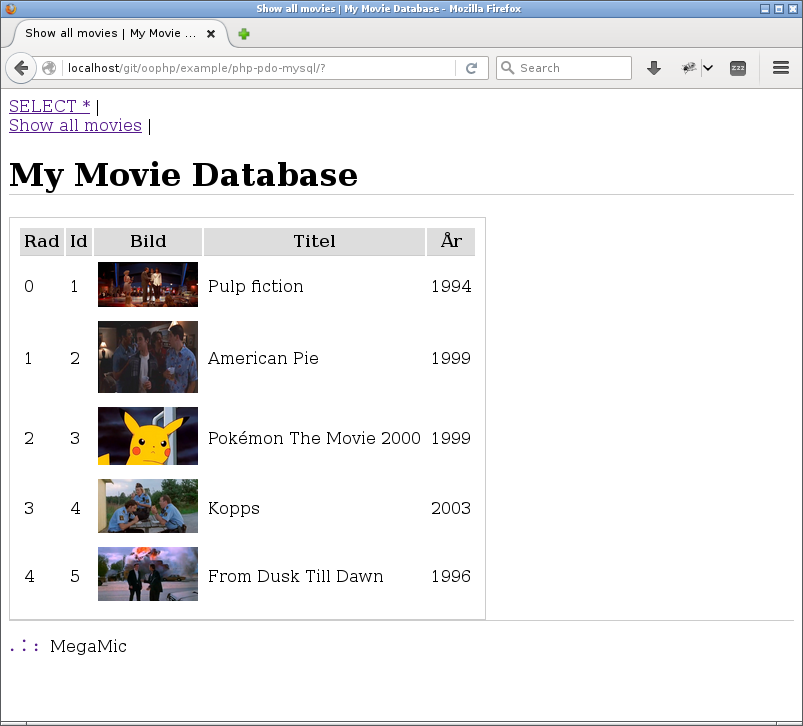 Show all movies | My Movie Database - Mozilla Firefox
Show all movies | My Movie ...
localhost/git/oophp/example/php-pdo-mysql/?
Search
zzz
SELECT * |
Show all movies |
My Movie Database
Rad Id Bild Titel År
0 1 Pulp fiction 1994
1 2 American Pie 1999
2 3 Pokémon The Movie 2000 1999
3 4 Kopps 2003
4 5 From Dusk Till Dawn 1996
. : : MegaMic